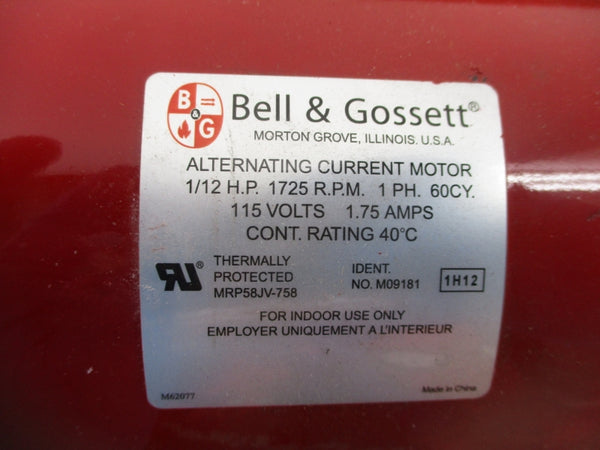 B
&
G
Bell & Gossett®
MORTON GROVE, ILLINOIS. U.S.A.
ALTERNATING CURRENT MOTOR
1/12 H.P. 1725 R.P.M. 1 PH. 60CY.
115 VOLTS 1.75 AMPS
CONT. RATING 40°C
RU® THERMALLY
PROTECTED
MRP58JV-758
IDENT.
NO. M09181
1H12
FOR INDOOR USE ONLY
EMPLOYER UNIQUEMENT A L'INTERIEUR
M62077
Made in China